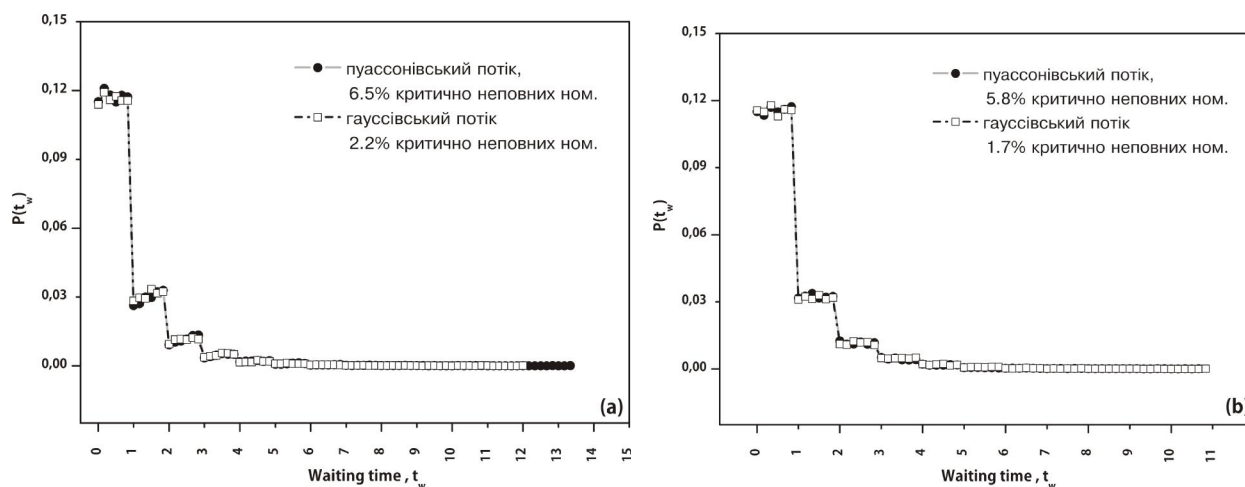 0,15
0,12
0,09
0,06
0,03
0,00
P(t_w)
пуассонівський потік,
6.5% критично неповних ном.
гауссівський потік
2.2% критично неповних ном.
(a)
0 1 2 3 4 5 6 7 8 9 10 11 12 13 14 15
Waiting time , t_w
0,15
0,12
0,09
0,06
0,03
0,00
P(t_w)
пуассонівський потік,
5.8% критично неповних ном.
гауссівський потік
1.7% критично неповних ном.
(b)
0 1 2 3 4 5 6 7 8 9 10 11
Waiting time , t_w